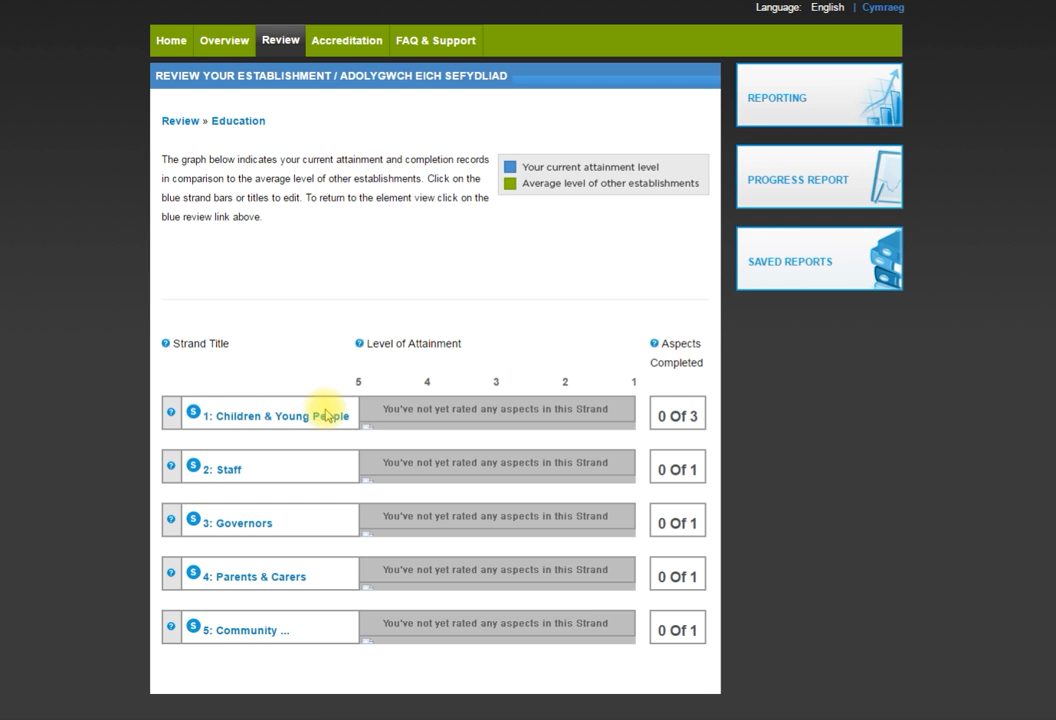 Language: English | Cymraeg
Home Overview Review Accreditation FAQ & Support
REVIEW YOUR ESTABLISHMENT / ADOLYGWCH EICH SEFYDLIAD
Review » Education
The graph below indicates your current attainment and completion records
in comparison to the average level of other establishments. Click on the
blue strand bars or titles to edit. To return to the element view click on the
blue review link above.
Your current attainment level
Average level of other establishments
REPORTING
PROGRESS REPORT
SAVED REPORTS
? Strand Title ? Level of Attainment ? Aspects
Completed
5 4 3 2 1
? S 1: Children & Young People You've not yet rated any aspects in this Strand 0 Of 3
? S 2: Staff You've not yet rated any aspects in this Strand 0 Of 1
? S 3: Governors You've not yet rated any aspects in this Strand 0 Of 1
? S 4: Parents & Carers You've not yet rated any aspects in this Strand 0 Of 1
? S 5: Community ... You've not yet rated any aspects in this Strand 0 Of 1